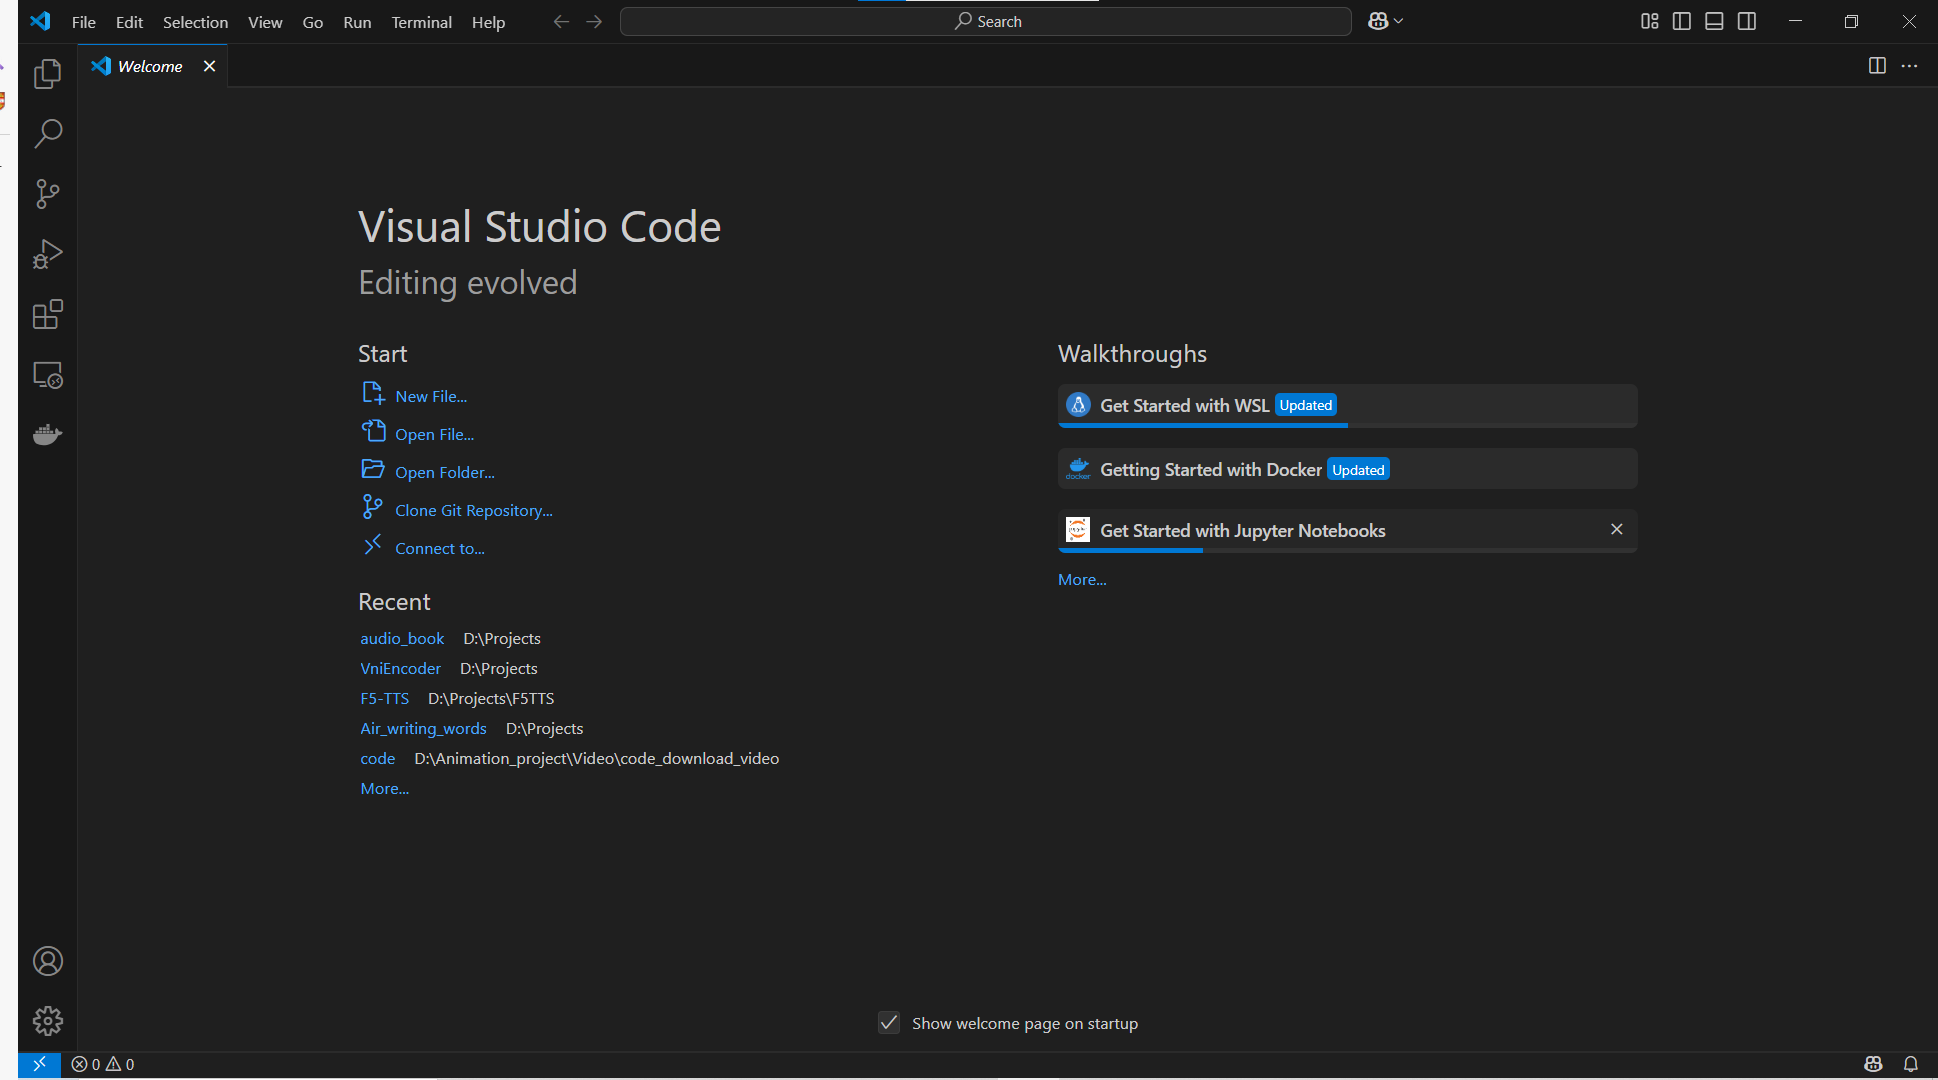 File Edit Selection View Go Run Terminal Help Search
Welcome
Visual Studio Code
Editing evolved
Start
New File...
Open File...
Open Folder...
Clone Git Repository...
Connect to...
Recent
audio_book D:\Projects
VniEncoder D:\Projects
F5-TTS D:\Projects\F5TTS
Air_writing_words D:\Projects
code D:\Animation_project\Video\code_download_video
More...
Walkthroughs
Get Started with WSL Updated
docker Getting Started with Docker Updated
Get Started with Jupyter Notebooks
More...
Show welcome page on startup
0 0